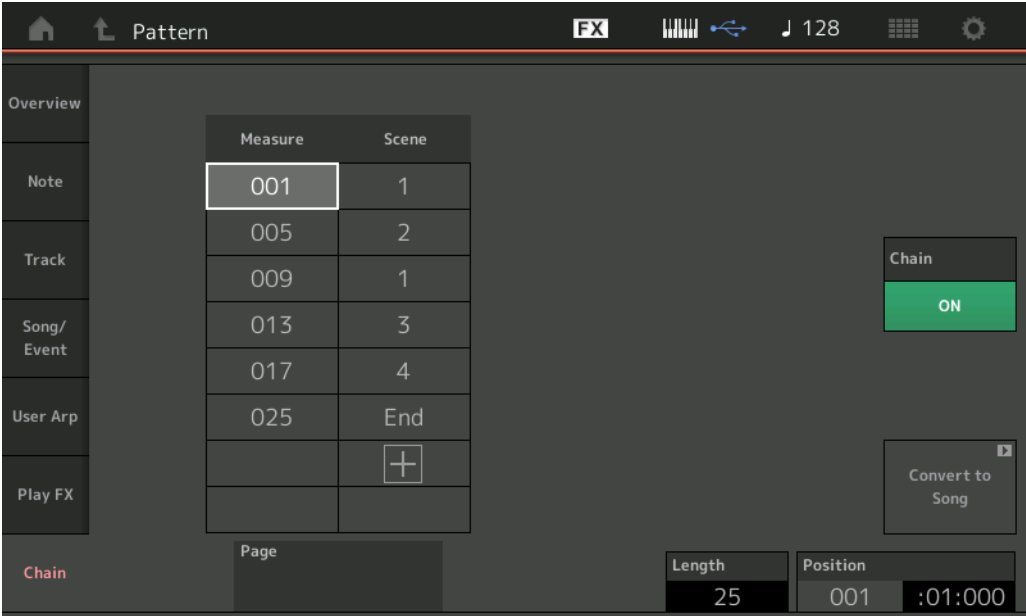 Pattern
FX
128
Overview
Note
Track
Song/
Event
User Arp
Play FX
Chain
Measure Scene
001 1
005 2
009 1
013 3
017 4
025 End
Page
Chain
ON
Convert to
Song
Length
25
Position
001 :01:000